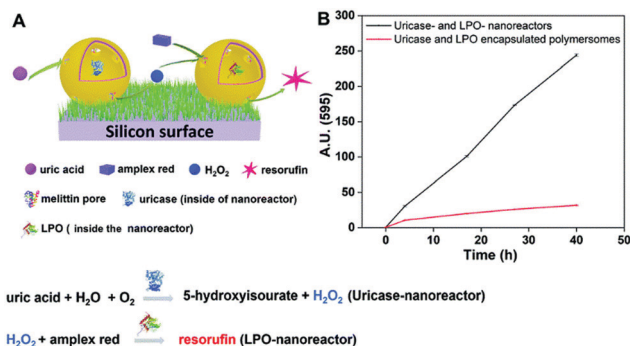 A
Silicon surface
uric acid
amplex red
H₂O₂
resorufin
melittin pore
uricase (inside of nanoreactor)
LPO ( inside the nanoreactor)
B
Uricase- and LPO- nanoreactors
Uricase and LPO encapsulated polymersomes
A.U. (595)
300
250
200
150
100
50
0
0 10 20 30 40 50
Time (h)
uric acid + H₂O + O₂ 5-hydroxyisourate + H₂O₂ (Uricase-nanoreactor)
H₂O₂ + amplex red resorufin (LPO-nanoreactor)